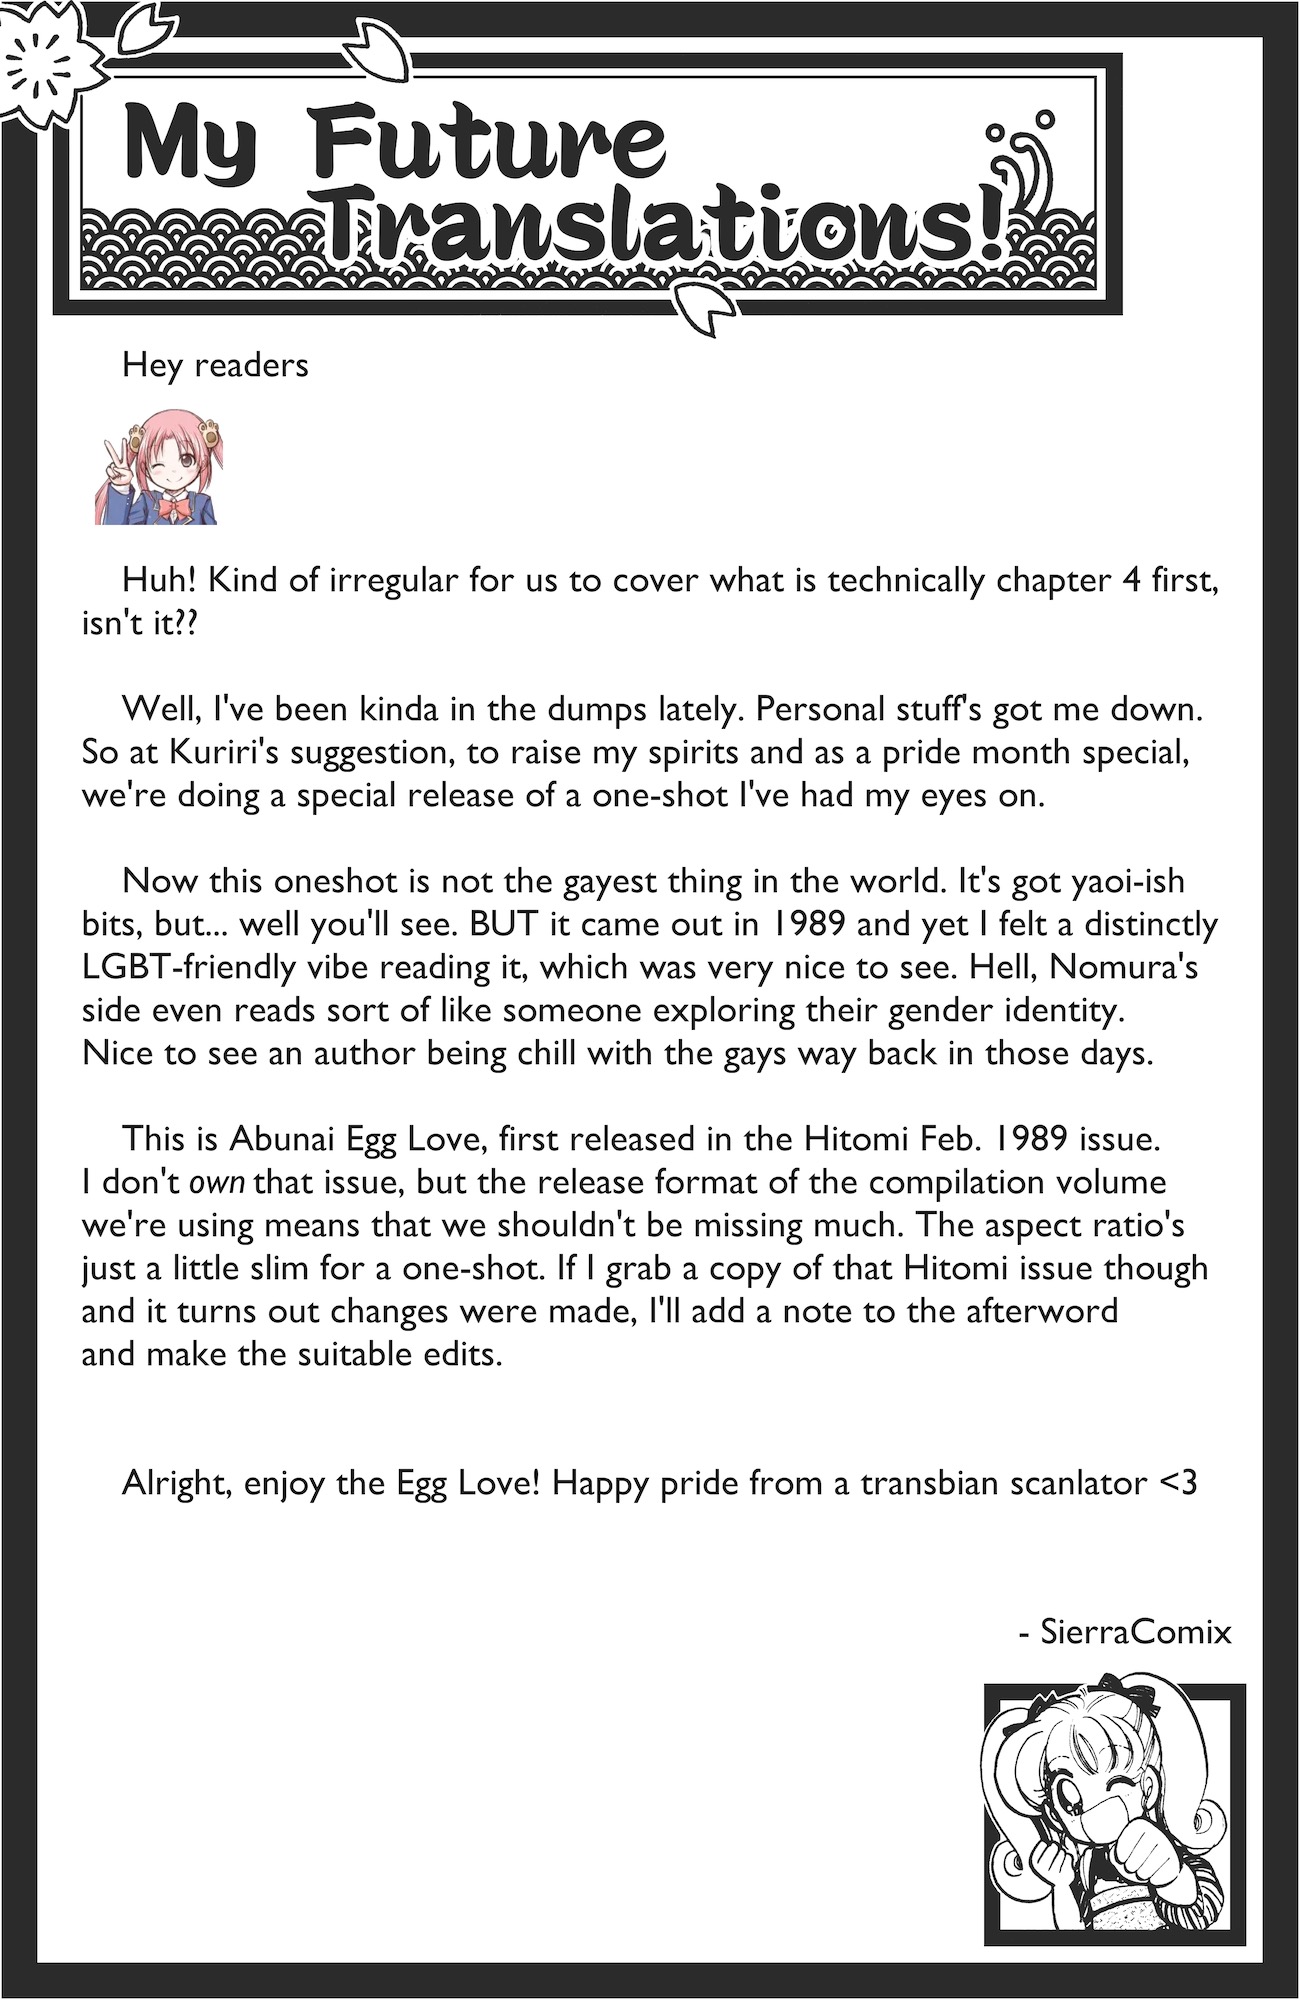 My Future
Translations!
Hey readers
Huh! Kind of irregular for us to cover what is technically chapter 4 first,
isn't it??
Well, I've been kinda in the dumps lately. Personal stuff's got me down.
So at Kuriri's suggestion, to raise my spirits and as a pride month special,
we're doing a special release of a one-shot I've had my eyes on.
Now this oneshot is not the gayest thing in the world. It's got yaoi-ish
bits, but... well you'll see. BUT it came out in 1989 and yet I felt a distinctly
LGBT-friendly vibe reading it, which was very nice to see. Hell, Nomura's
side even reads sort of like someone exploring their gender identity.
Nice to see an author being chill with the gays way back in those days.
This is Abunai Egg Love, first released in the Hitomi Feb. 1989 issue.
I don't own that issue, but the release format of the compilation volume
we're using means that we shouldn't be missing much. The aspect ratio's
just a little slim for a one-shot. If I grab a copy of that Hitomi issue though
and it turns out changes were made, I'll add a note to the afterword
and make the suitable edits.
Alright, enjoy the Egg Love! Happy pride from a transbian scanlator <3
- SierraComix